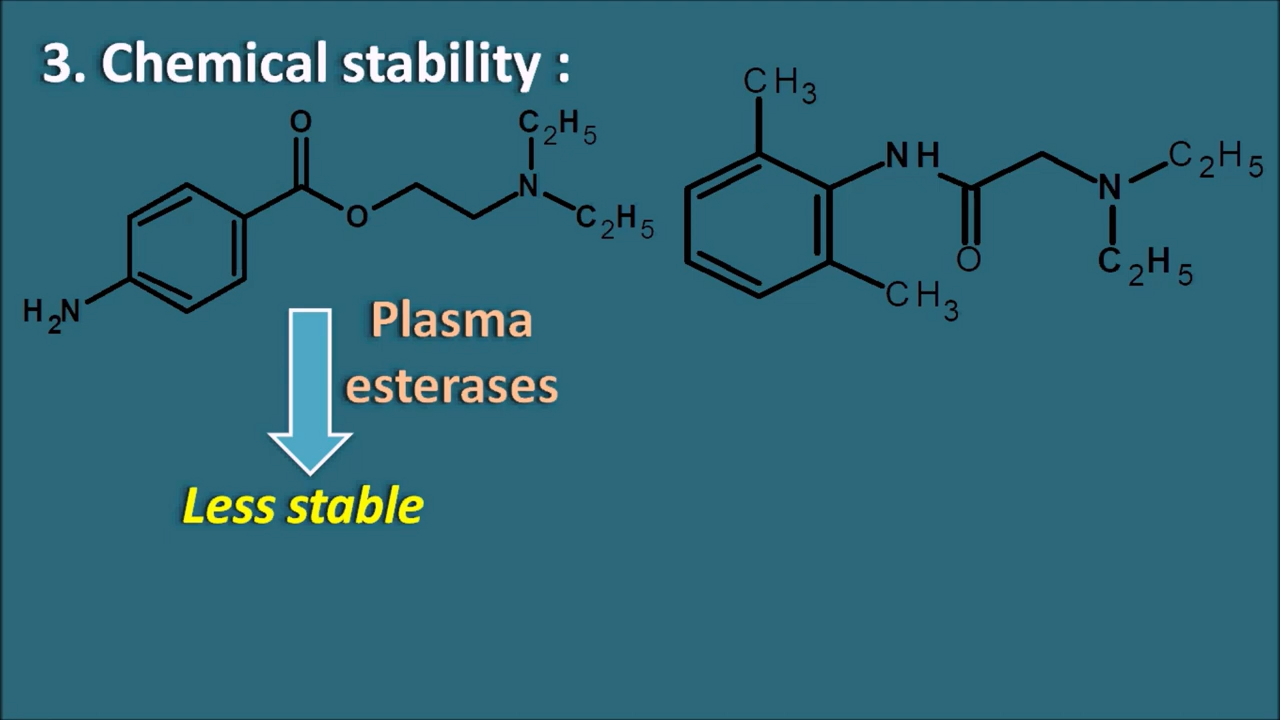 3. Chemical stability :
O
C2H5
N
O
C2H5
H2N
CH3
NH
C2H5
N
O
C2H5
CH3
Plasma
esterases
Less stable